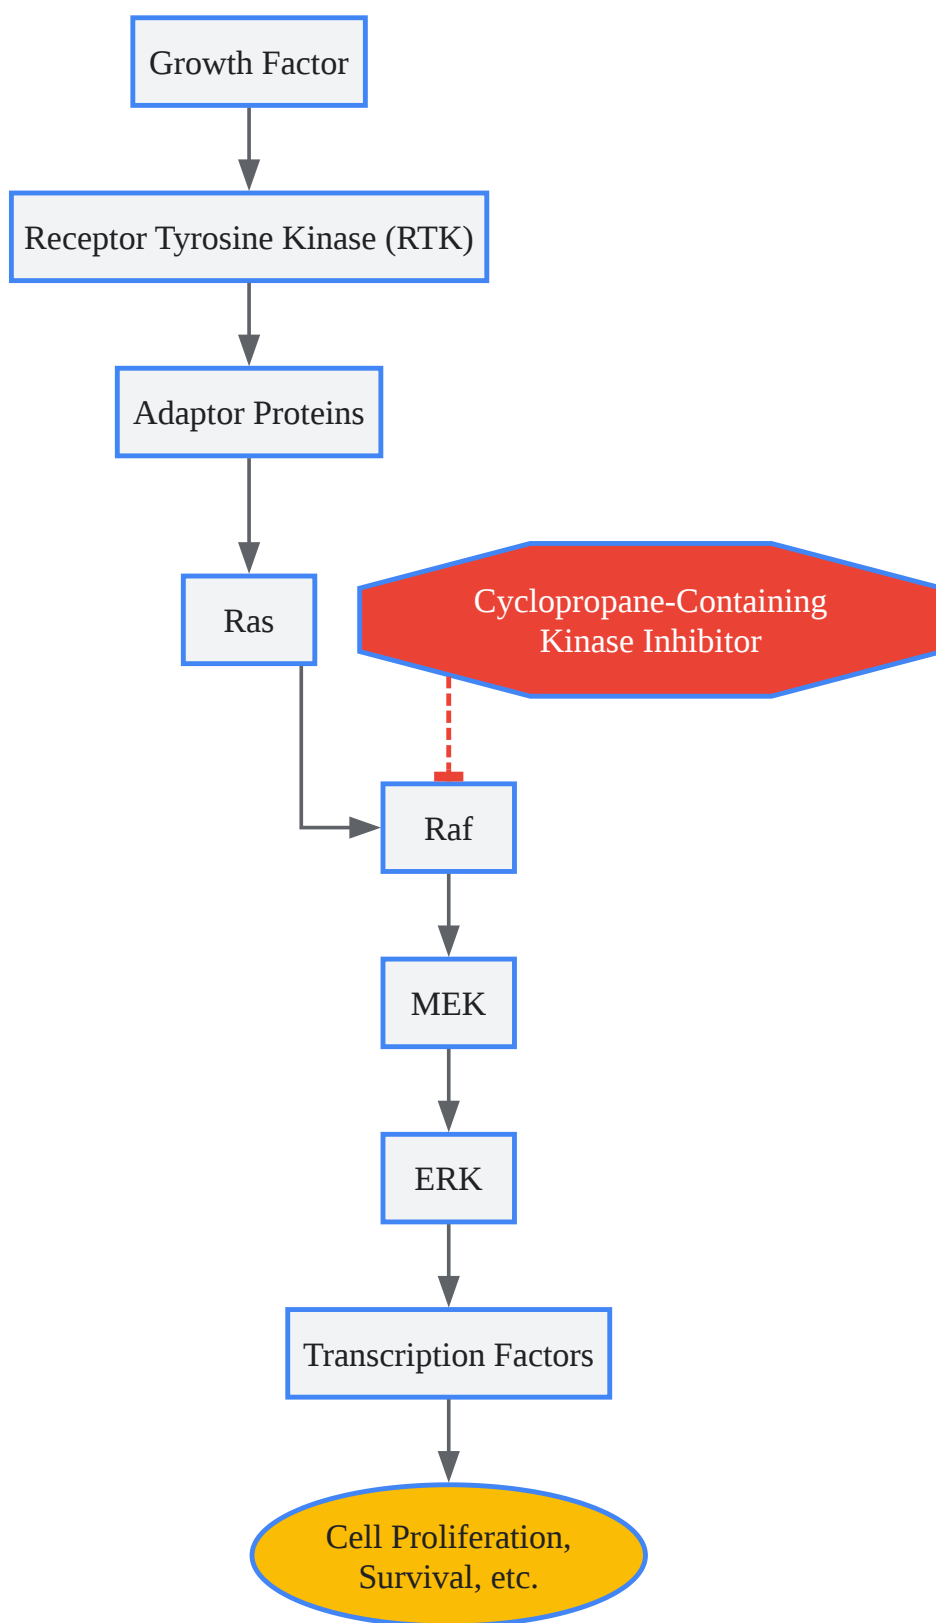 Growth Factor
Receptor Tyrosine Kinase (RTK)
Adaptor Proteins
Ras
Cyclopropane-Containing
Kinase Inhibitor
Raf
MEK
ERK
Transcription Factors
Cell Proliferation,
Survival, etc.